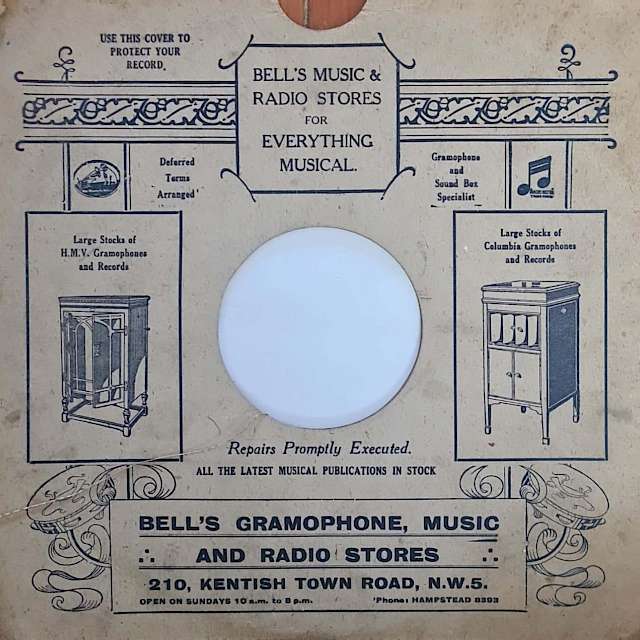 USE THIS COVER TO
PROTECT YOUR
RECORD.
BELL'S MUSIC &
RADIO STORES
FOR
EVERYTHING
MUSICAL.
Deferred
Terms
Arranged
Gramophone
and
Sound Box
Specialist
Large Stocks of
H.M.V. Gramophones
and Records
Large Stocks of
Columbia Gramophones
and Records
Repairs Promptly Executed.
ALL THE LATEST MUSICAL PUBLICATIONS IN STOCK
BELL'S GRAMOPHONE, MUSIC
AND RADIO STORES
210, KENTISH TOWN ROAD, N.W.5.
OPEN ON SUNDAYS 10 a.m. to 8 p.m. 'Phone: HAMPSTEAD 8393